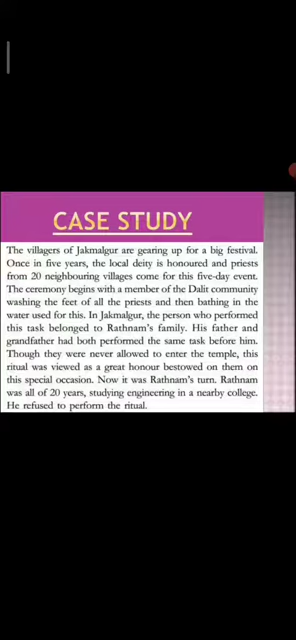 CASE STUDY
The villagers of Jakmalgur are gearing up for a big festival.
Once in five years, the local deity is honoured and priests
from 20 neighbouring villages come for this five-day event.
The ceremony begins with a member of the Dalit community
washing the feet of all the priests and then bathing in the
water used for this. In Jakmalgur, the person who performed
this task belonged to Rathnam's family. His father and
grandfather had both performed the same task before him.
Though they were never allowed to enter the temple, this
ritual was viewed as a great honour bestowed on them on
this special occasion. Now it was Rathnam's turn. Rathnam
was all of 20 years, studying engineering in a nearby college.
He refused to perform the ritual.